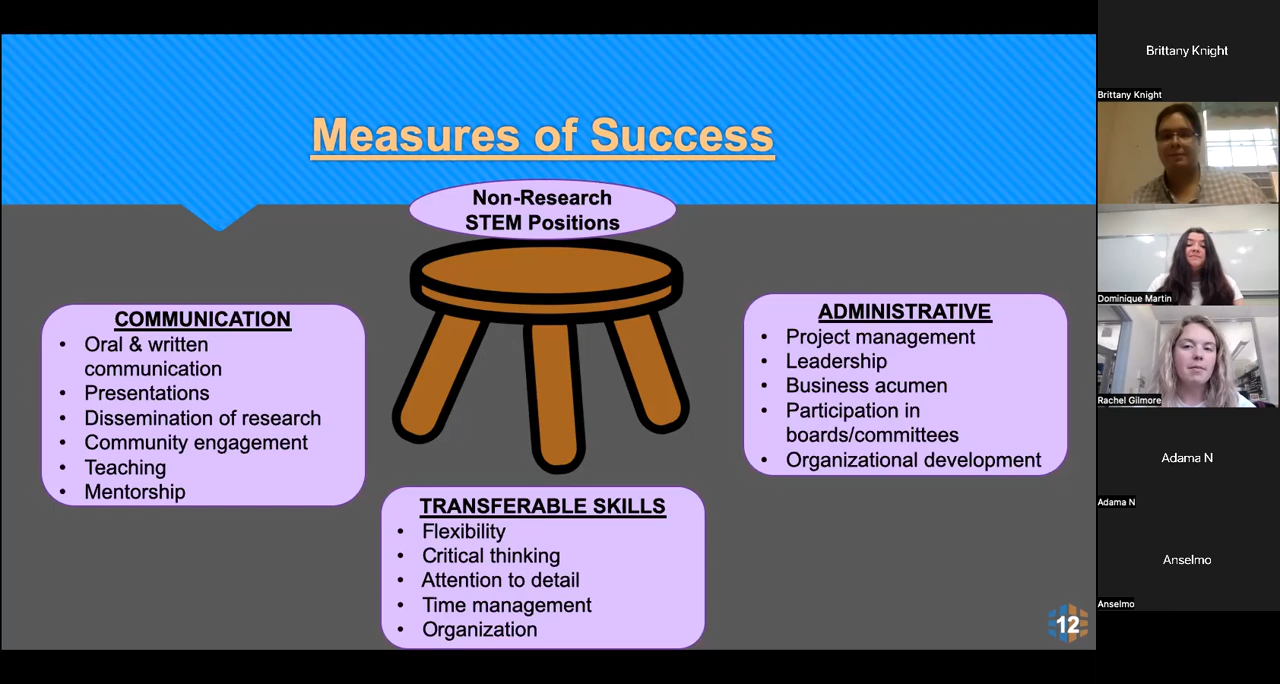 Measures of Success
Non-Research
STEM Positions
COMMUNICATION
• Oral & written
communication
• Presentations
• Dissemination of research
• Community engagement
• Teaching
• Mentorship
TRANSFERABLE SKILLS
• Flexibility
• Critical thinking
• Attention to detail
• Time management
• Organization
ADMINISTRATIVE
• Project management
• Leadership
• Business acumen
• Participation in
boards/committees
• Organizational development
12
Brittany Knight
Brittany Knight
Dominique Martin
Rachel Gilmore
Adama N
Adama N
Anselmo
Anselmo